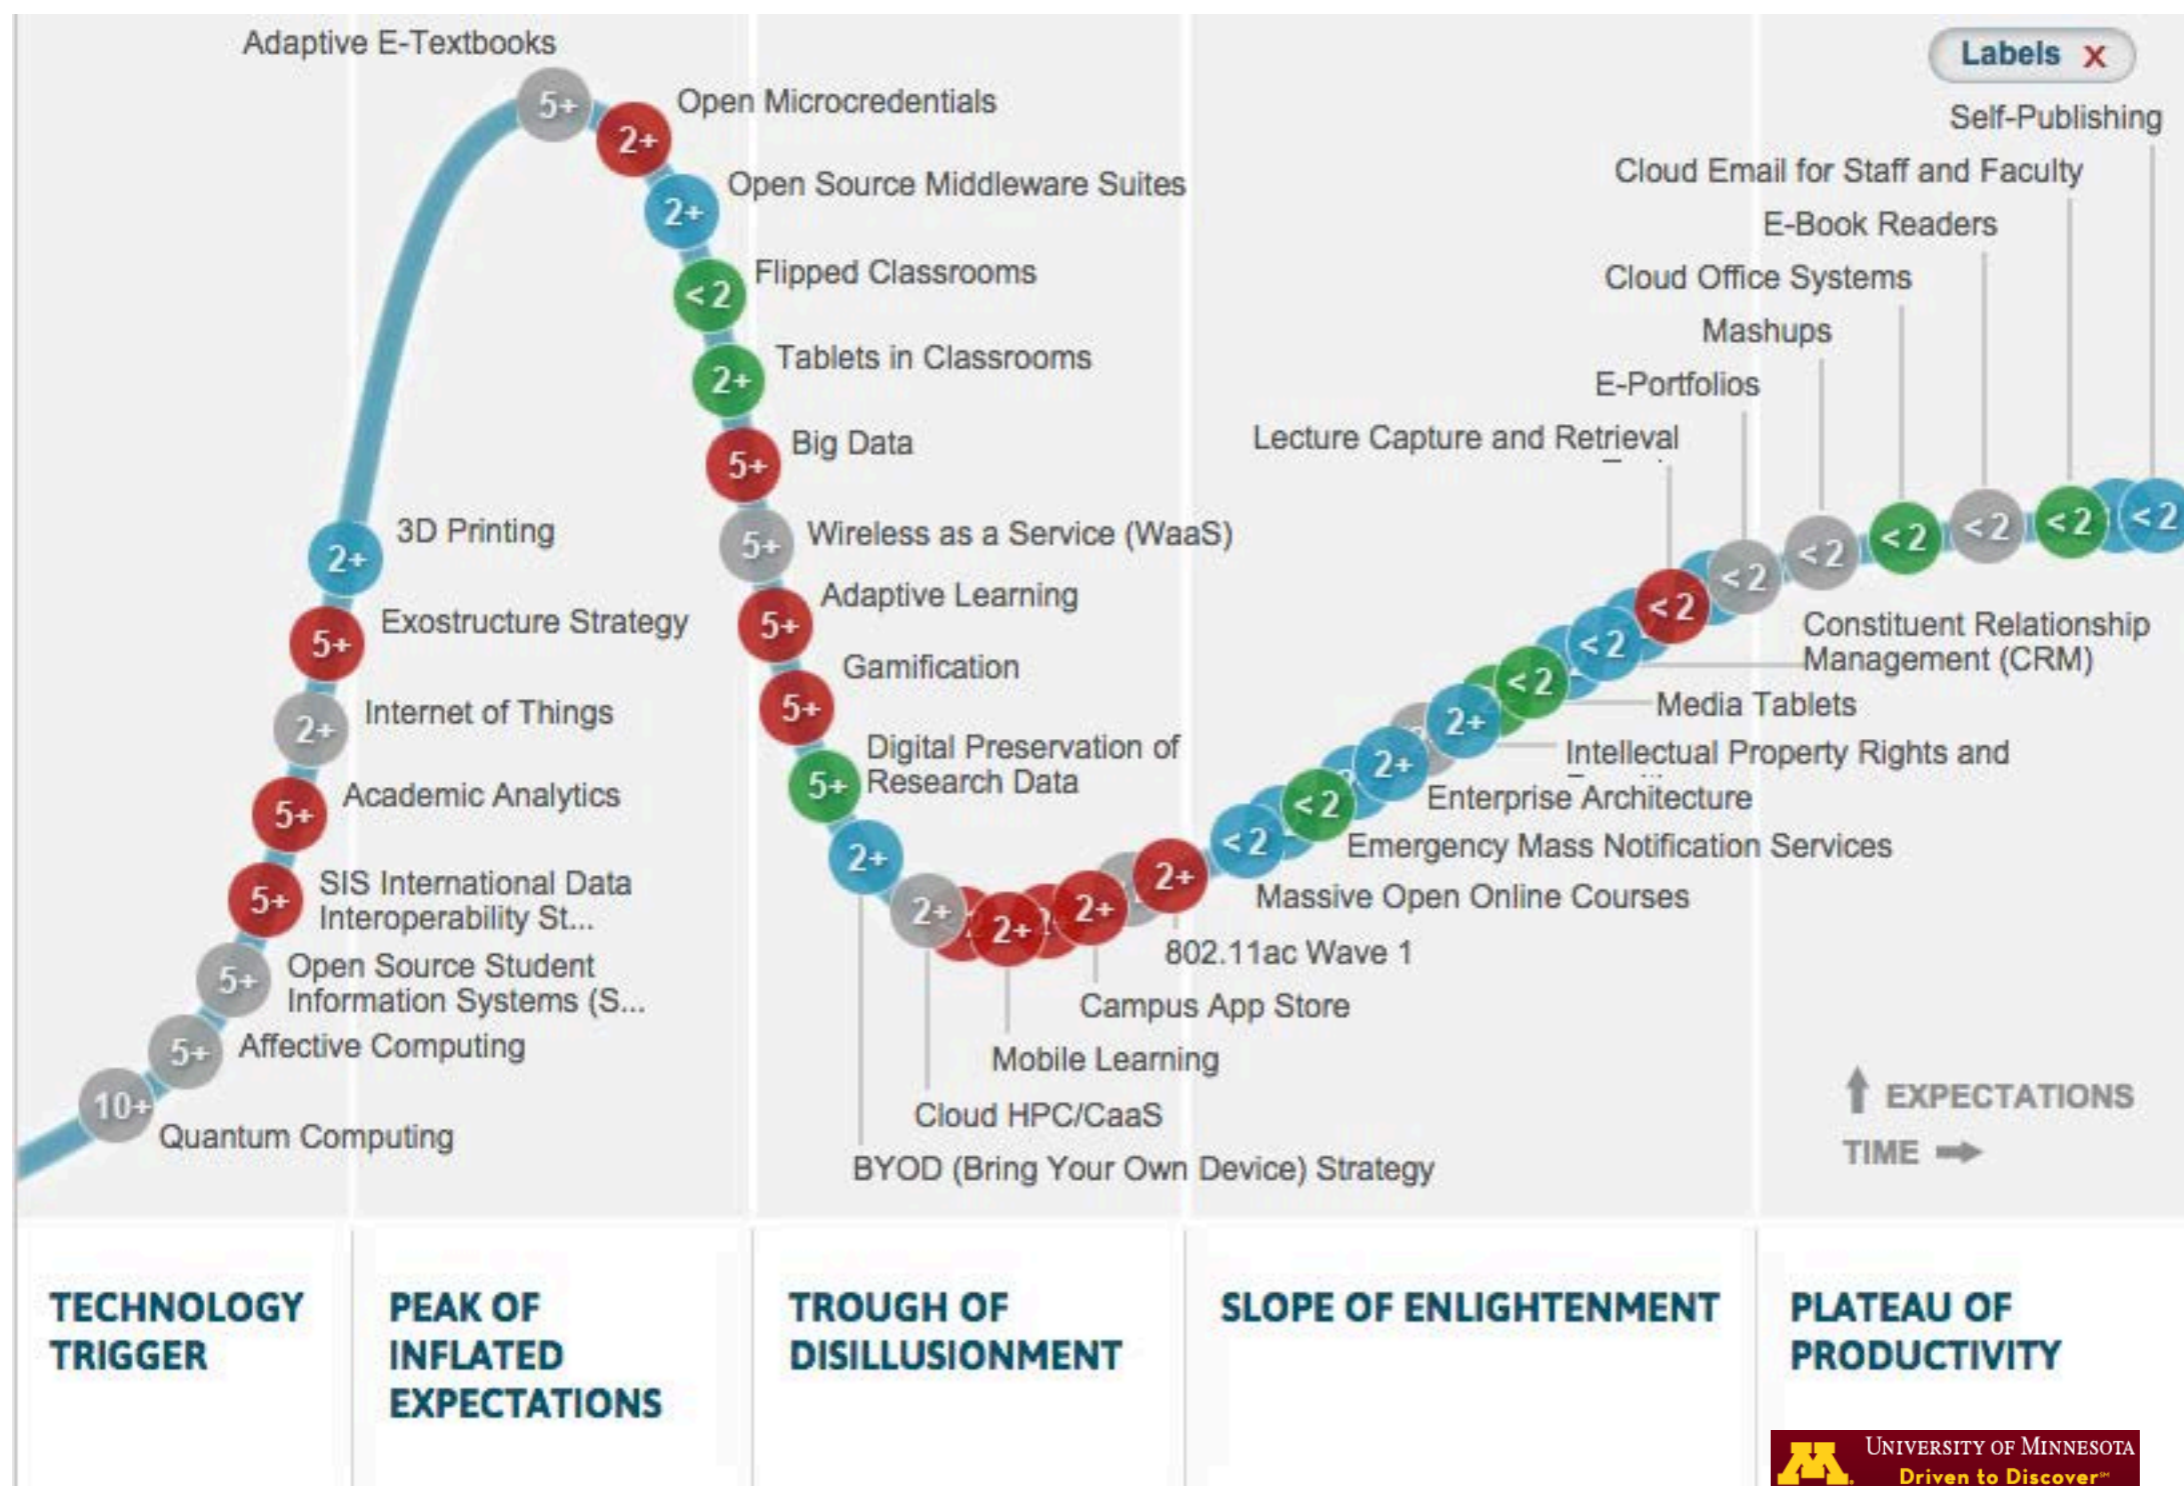 Adaptive E-Textbooks
Labels X
5+
Open Microcredentials
2+
Self-Publishing
Open Source Middleware Suites
2+
Cloud Email for Staff and Faculty
E-Book Readers
Flipped Classrooms
< 2
Cloud Office Systems
Mashups
Tablets in Classrooms
2+
E-Portfolios
Big Data
5+
Lecture Capture and Retrieval
3D Printing
2+
Wireless as a Service (WaaS)
5+
< 2
< 2
< 2
< 2
< 2
< 2
< 2
Adaptive Learning
5+
Exostructure Strategy
5+
Constituent Relationship
Management (CRM)
< 2
Gamification
5+
< 2
Internet of Things
2+
Media Tablets
2+
Digital Preservation of
Research Data
5+
Intellectual Property Rights and
2+
Academic Analytics
5+
Enterprise Architecture
< 2
Emergency Mass Notification Services
< 2
2+
SIS International Data
Interoperability St...
5+
2+
2+
2+
2+
Massive Open Online Courses
802.11ac Wave 1
Open Source Student
Information Systems (S...
5+
Campus App Store
Affective Computing
5+
Mobile Learning
10+
Quantum Computing
Cloud HPC/CaaS
BYOD (Bring Your Own Device) Strategy
EXPECTATIONS
TIME
TECHNOLOGY
TRIGGER
PEAK OF
INFLATED
EXPECTATIONS
TROUGH OF
DISILLUSIONMENT
SLOPE OF ENLIGHTENMENT
PLATEAU OF
PRODUCTIVITY
UNIVERSITY OF MINNESOTA
Driven to Discover℠